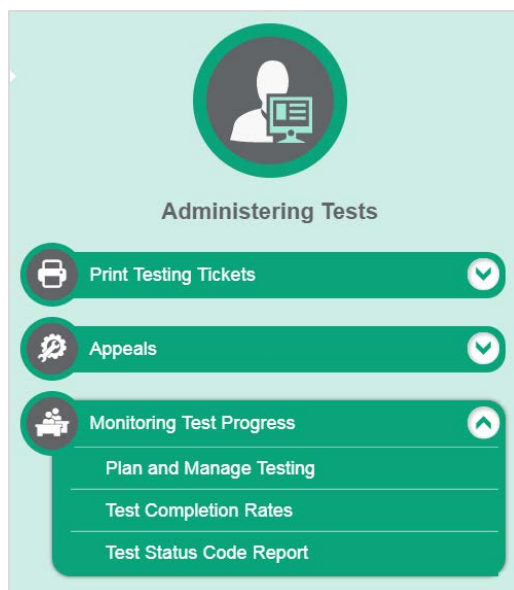 Administering Tests
Print Testing Tickets
Appeals
Monitoring Test Progress
Plan and Manage Testing
Test Completion Rates
Test Status Code Report